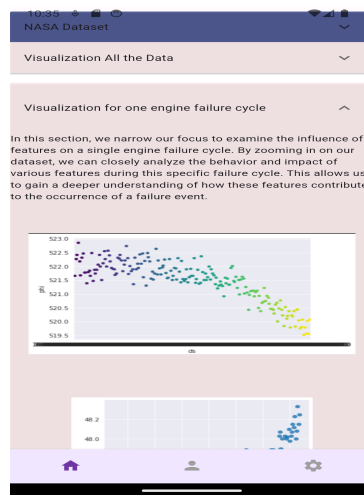 10:35
NASA Dataset
Visualization All the Data
Visualization for one engine failure cycle
In this section, we narrow our focus to examine the influence of
features on a single engine failure cycle. By zooming in on our
dataset, we can closely analyze the behavior and impact of
various features during this specific failure cycle. This allows us
to gain a deeper understanding of how these features contribute
to the occurrence of a failure event.
523.0
522.5
522.0
521.5
521.0
520.5
520.0
519.5
phi
ds
48.2
48.0